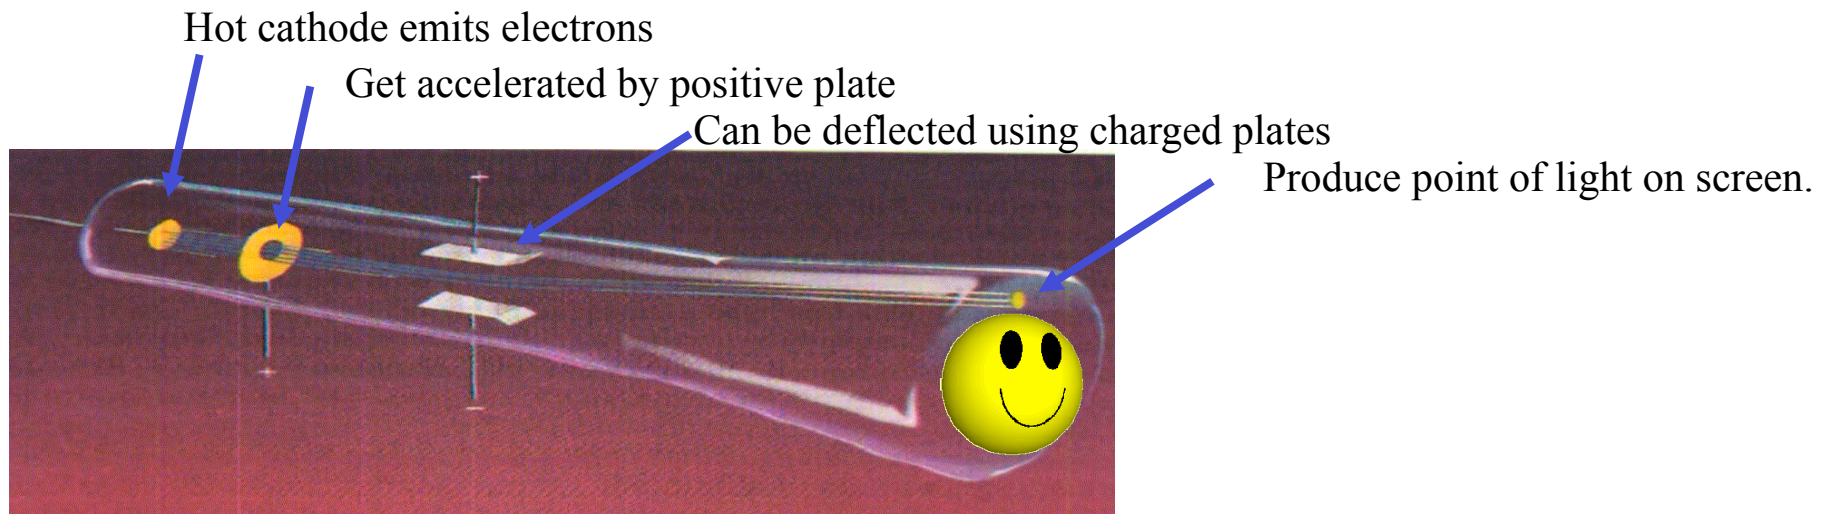 Hot cathode emits electrons
Get accelerated by positive plate
Can be deflected using charged plates
Produce point of light on screen.